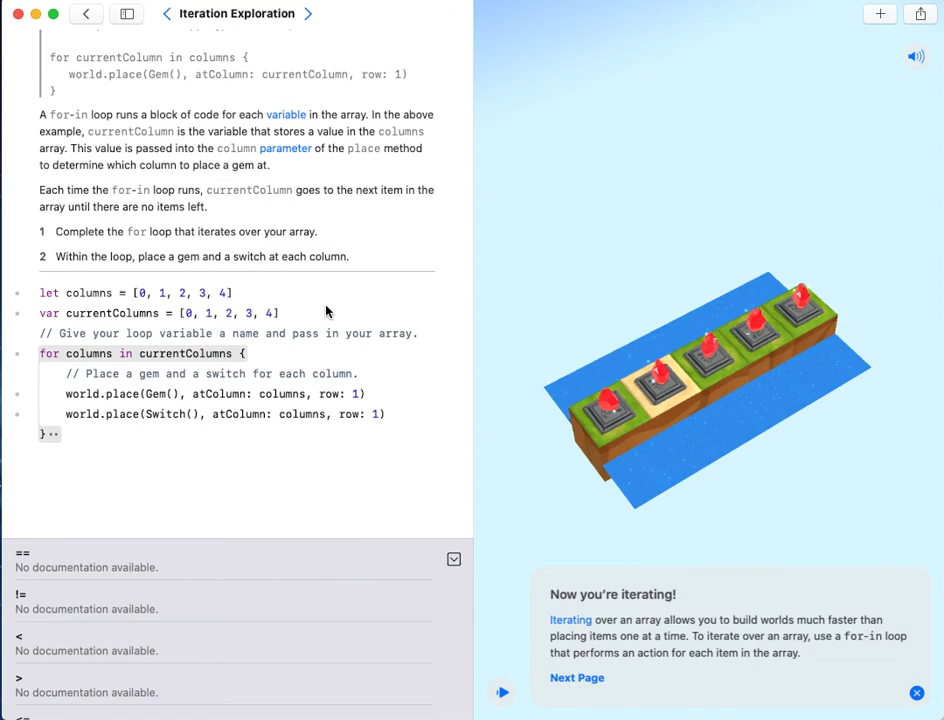 Iteration Exploration
for currentColumn in columns {
world.place(Gem(), atColumn: currentColumn, row: 1)
}
A for-in loop runs a block of code for each variable in the array. In the above
example, currentColumn is the variable that stores a value in the columns
array. This value is passed into the column parameter of the place method
to determine which column to place a gem at.
Each time the for-in loop runs, currentColumn goes to the next item in the
array until there are no items left.
1 Complete the for loop that iterates over your array.
2 Within the loop, place a gem and a switch at each column.
let columns = [0, 1, 2, 3, 4]
var currentColumns = [0, 1, 2, 3, 4]
// Give your loop variable a name and pass in your array.
for columns in currentColumns {
// Place a gem and a switch for each column.
world.place(Gem(), atColumn: columns, row: 1)
world.place(Switch(), atColumn: columns, row: 1)
}
==
No documentation available.
!=
No documentation available.
<
No documentation available.
>
No documentation available.
Now you're iterating!
Iterating over an array allows you to build worlds much faster than
placing items one at a time. To iterate over an array, use a for-in loop
that performs an action for each item in the array.
Next Page